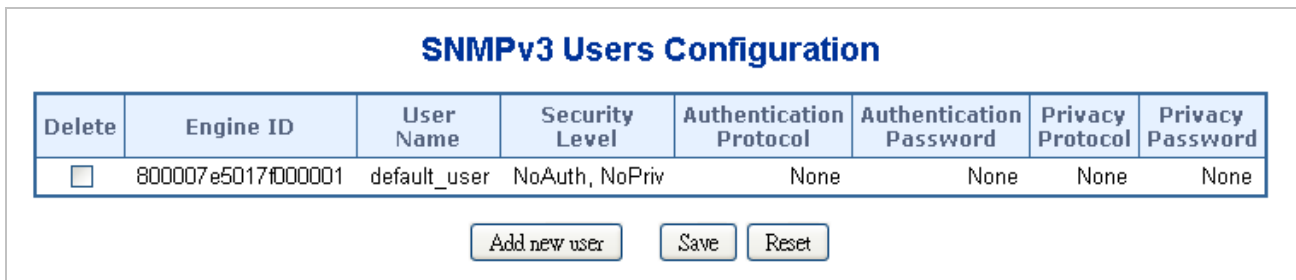 SNMPv3 Users Configuration
Delete Engine ID User Name Security Level Authentication Protocol Authentication Password Privacy Protocol Privacy Password
800007e5017f000001 default_user NoAuth, NoPriv None None None None
Add new user Save Reset